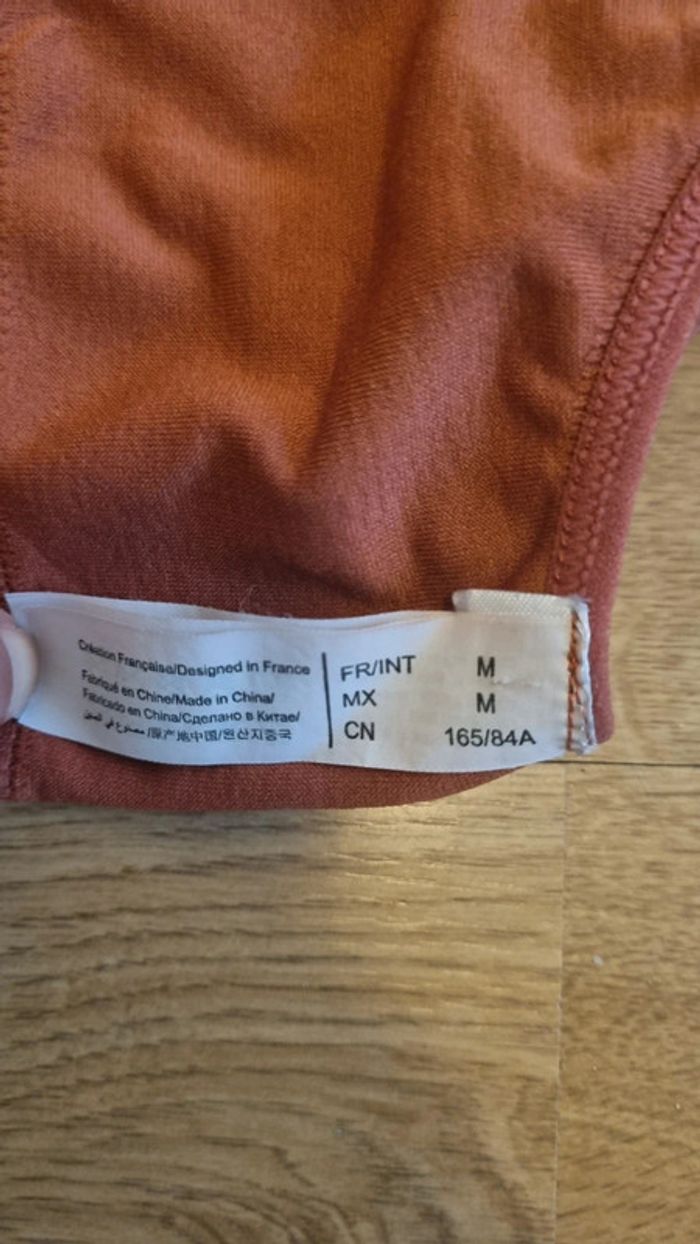 Création Française/Designed in France
Fabriqué en Chine/Made in China/
Fabricado en China/Сделано в Китае/
مصنوع في الصين/原产地中国/원산지중국
FR/INT M
MX M
CN 165/84A